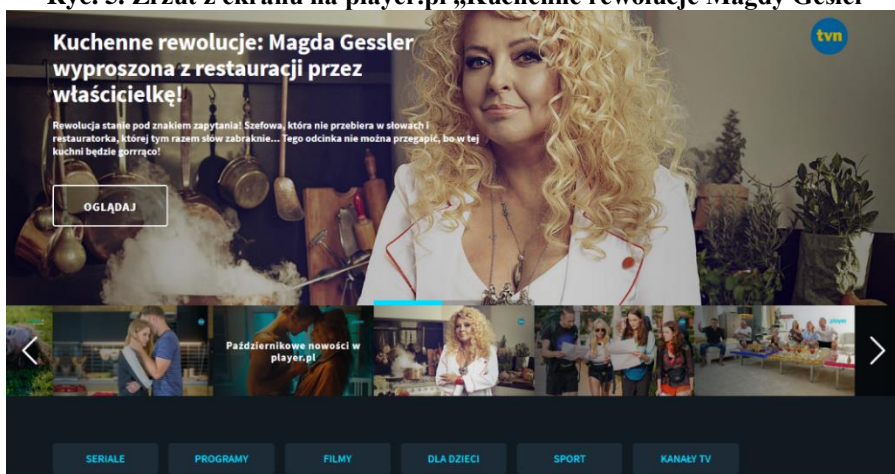 Ryc. 3. Zrzut z ekranu na player.pl „Kuchenne rewolucje Magdy Gesler
tvn
Kuchenne rewolucje: Magda Gessler
wyproszona z restauracji przez
właścicielkę!
Rewolucja stanie pod znakiem zapytania! Szefowa, która nie przebiera w słowach i
restauratorka, której tym razem słów zabraknie... Tego odcinka nie można przegapić, bo w tej
kuchni będzie gorrrąco!
OGLĄDAJ
Październikowe nowości w
player.pl
player
SERIALE
PROGRAMY
FILMY
DLA DZIECI
SPORT
KANAŁY TV